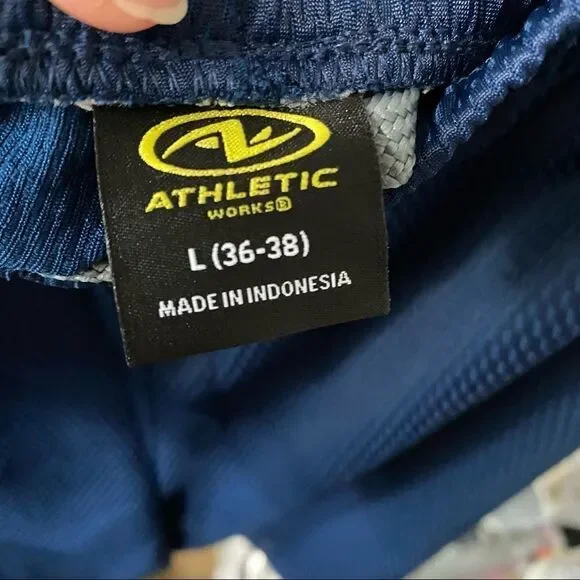 ATHLETIC
WORKS®
L (36-38)
MADE IN INDONESIA